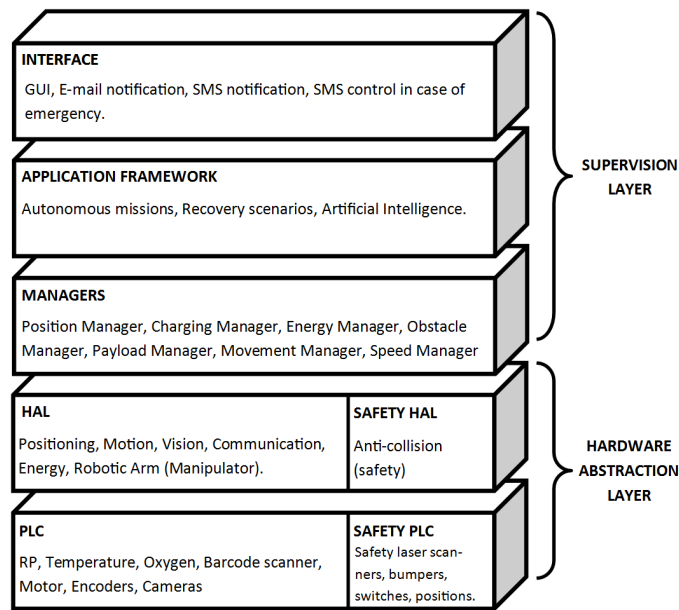 INTERFACE
GUI, E-mail notification, SMS notification, SMS control in case of
emergency.
APPLICATION FRAMEWORK
Autonomous missions, Recovery scenarios, Artificial Intelligence.
SUPERVISION
LAYER
MANAGERS
Position Manager, Charging Manager, Energy Manager, Obstacle
Manager, Payload Manager, Movement Manager, Speed Manager
HAL
Positioning, Motion, Vision, Communication,
Energy, Robotic Arm (Manipulator).
SAFETY HAL
Anti-collision
(safety)
HARDWARE
ABSTRACTION
LAYER
PLC
RP, Temperature, Oxygen, Barcode scanner,
Motor, Encoders, Cameras
SAFETY PLC
Safety laser scan-
ners, bumpers,
switches, positions.